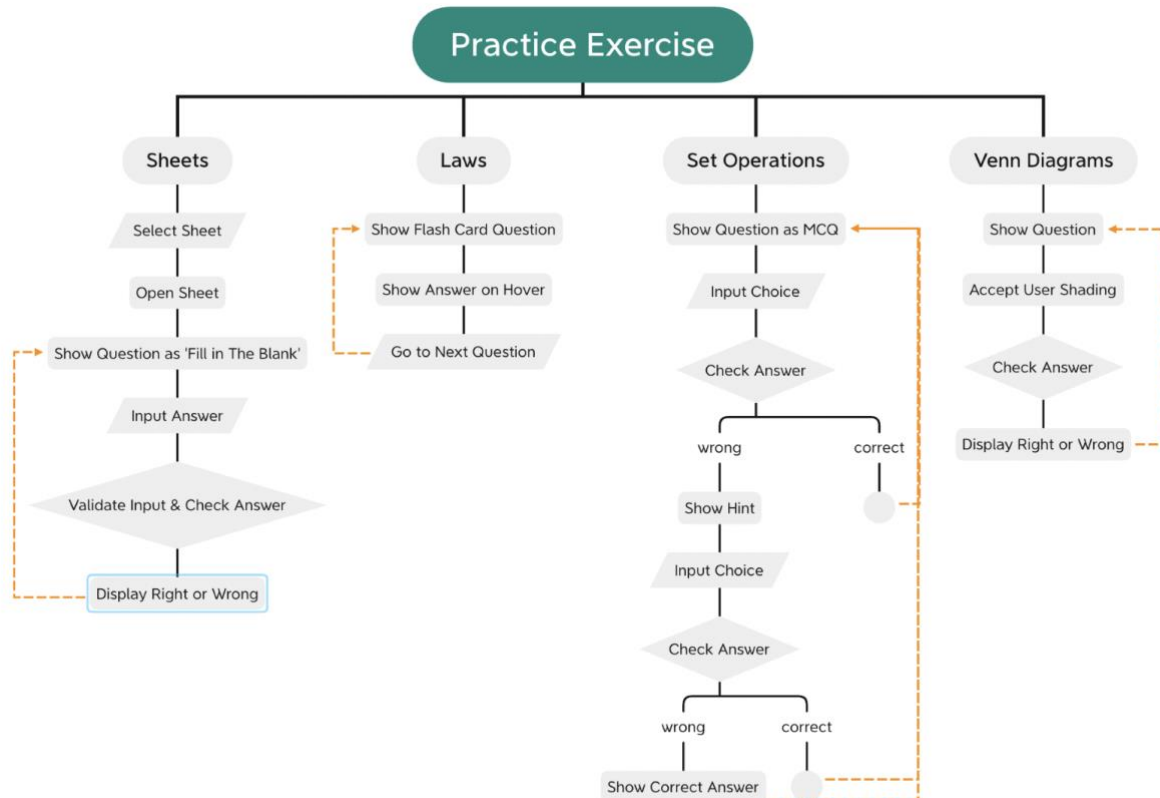 Practice Exercise
Sheets
Select Sheet
Open Sheet
Show Question as 'Fill in The Blank'
Input Answer
Validate Input & Check Answer
Display Right or Wrong
Laws
Show Flash Card Question
Show Answer on Hover
Go to Next Question
Set Operations
Show Question as MCQ
Input Choice
Check Answer
wrong
correct
Show Hint
Input Choice
Check Answer
wrong
correct
Show Correct Answer
Venn Diagrams
Show Question
Accept User Shading
Check Answer
Display Right or Wrong